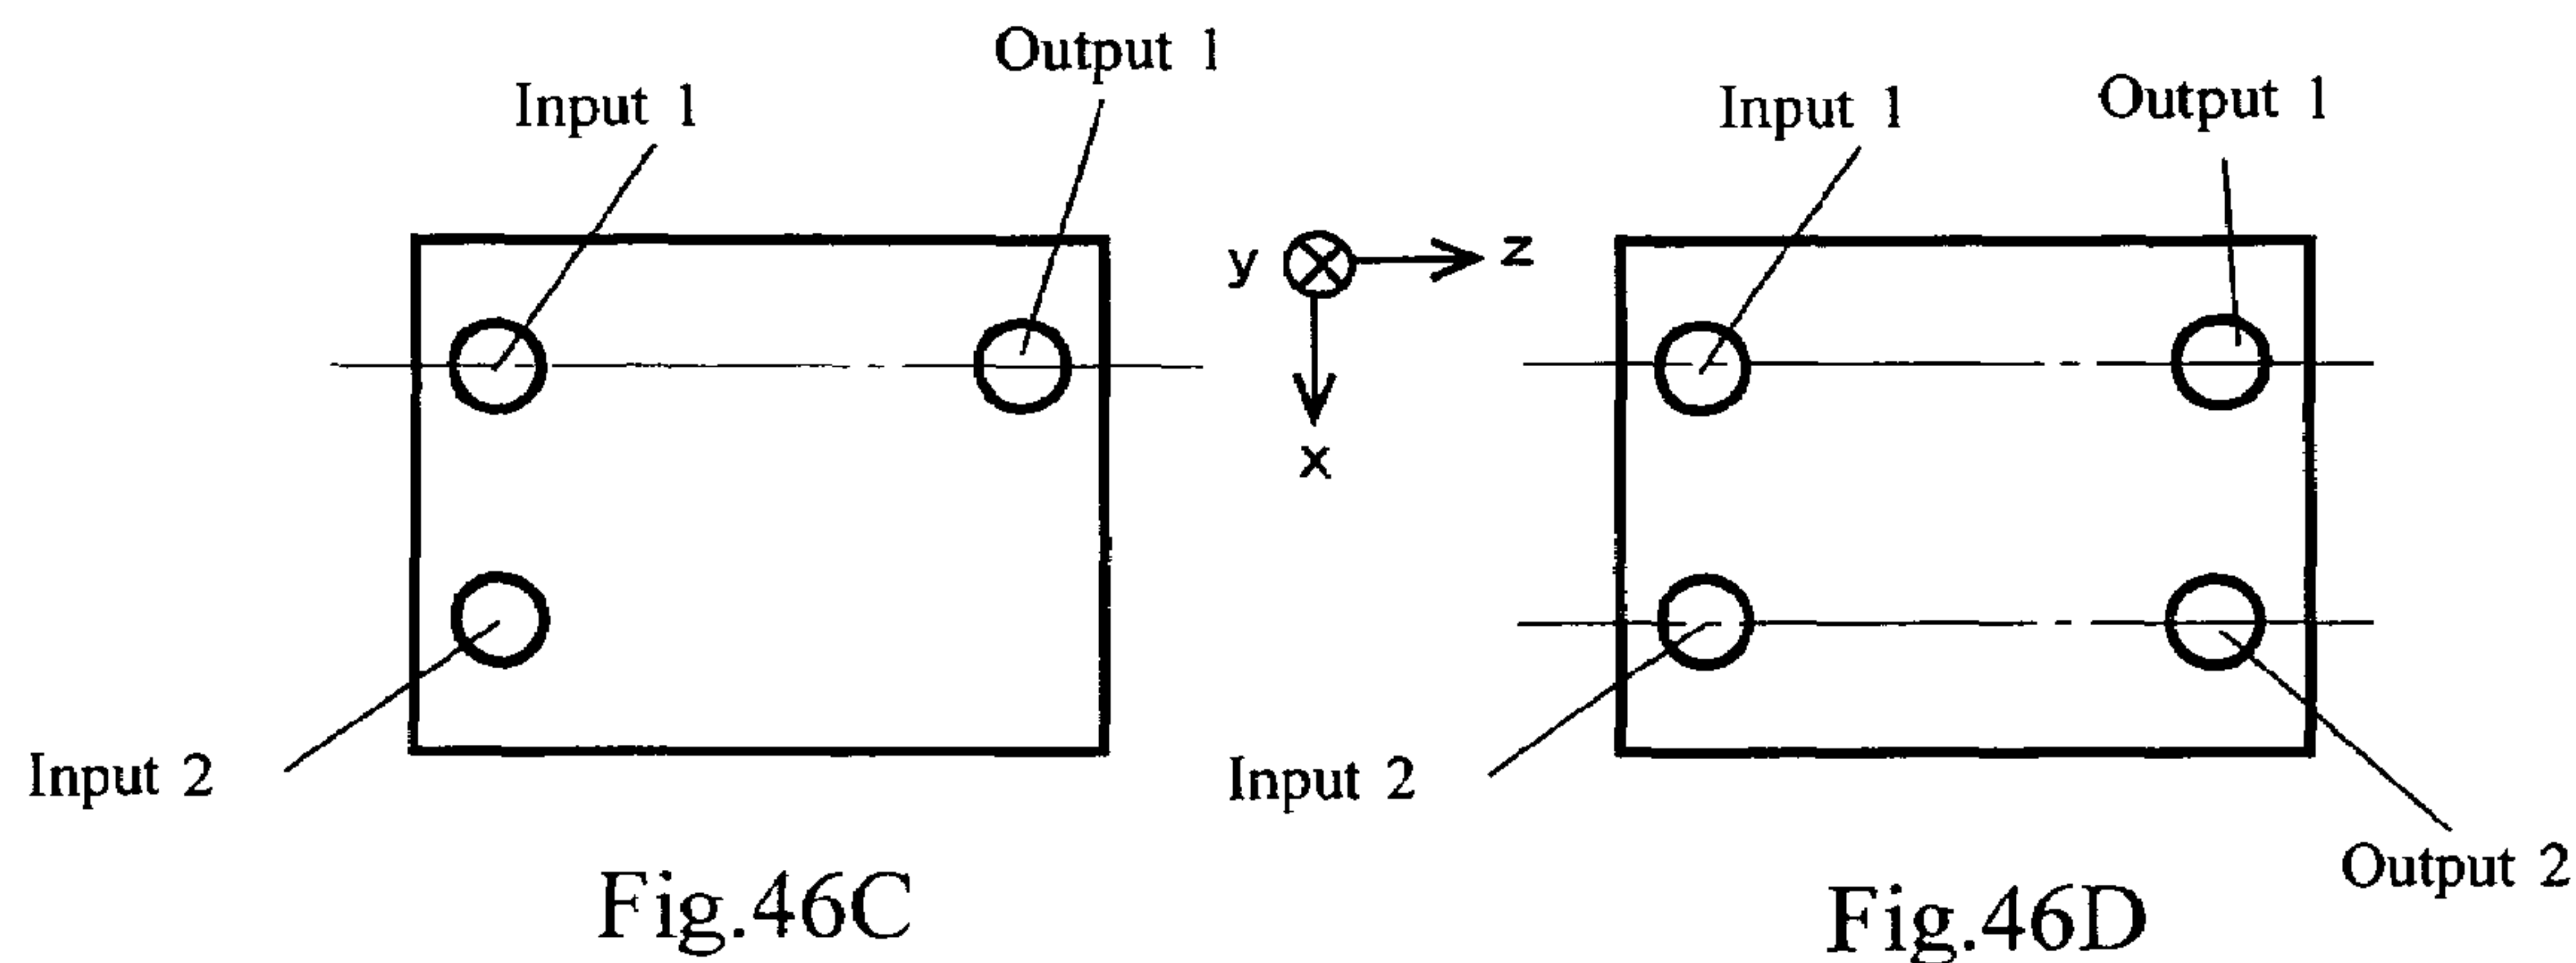 Output 1
Input 1
Input 1
Output 1
y
z
x
Input 2
Input 2
Output 2
Fig.46C
Fig.46D